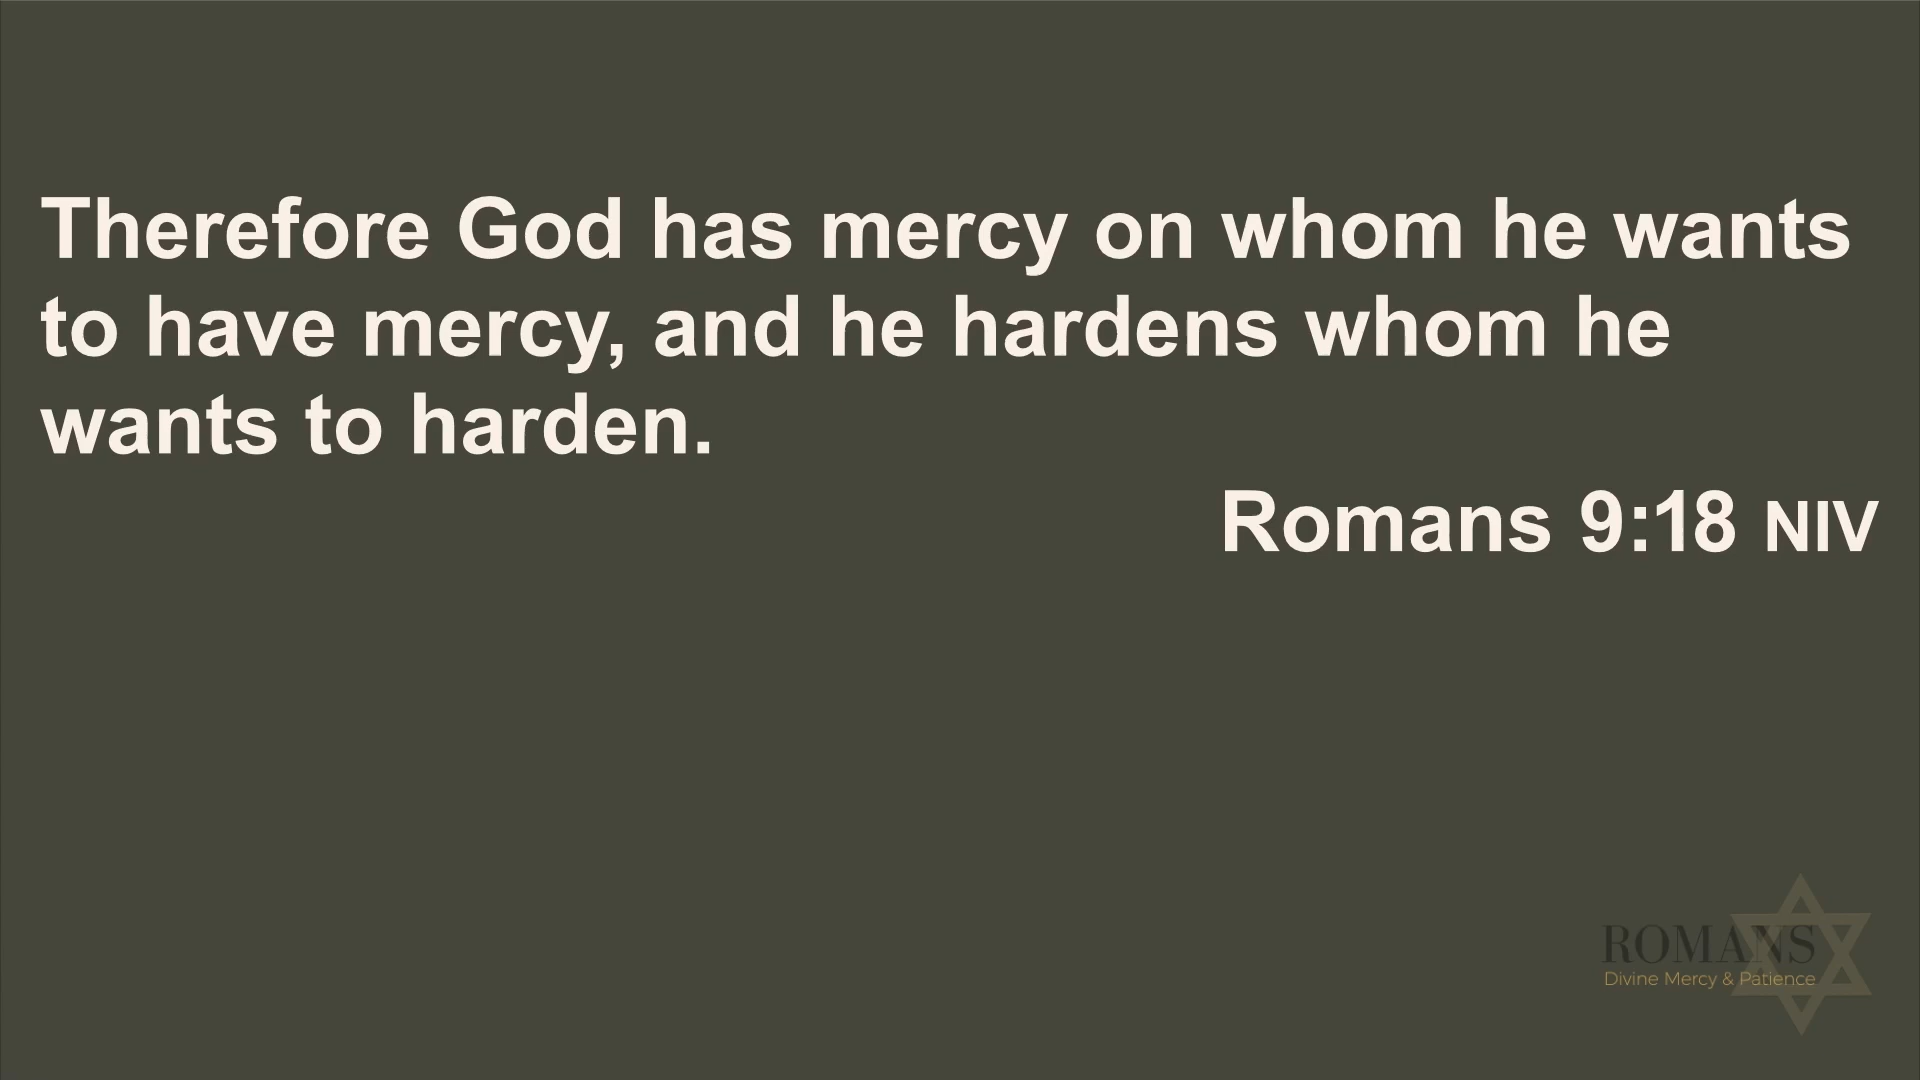 Therefore God has mercy on whom he wants
to have mercy, and he hardens whom he
wants to harden.
Romans 9:18 NIV
ROMANS
Divine Mercy & Patience